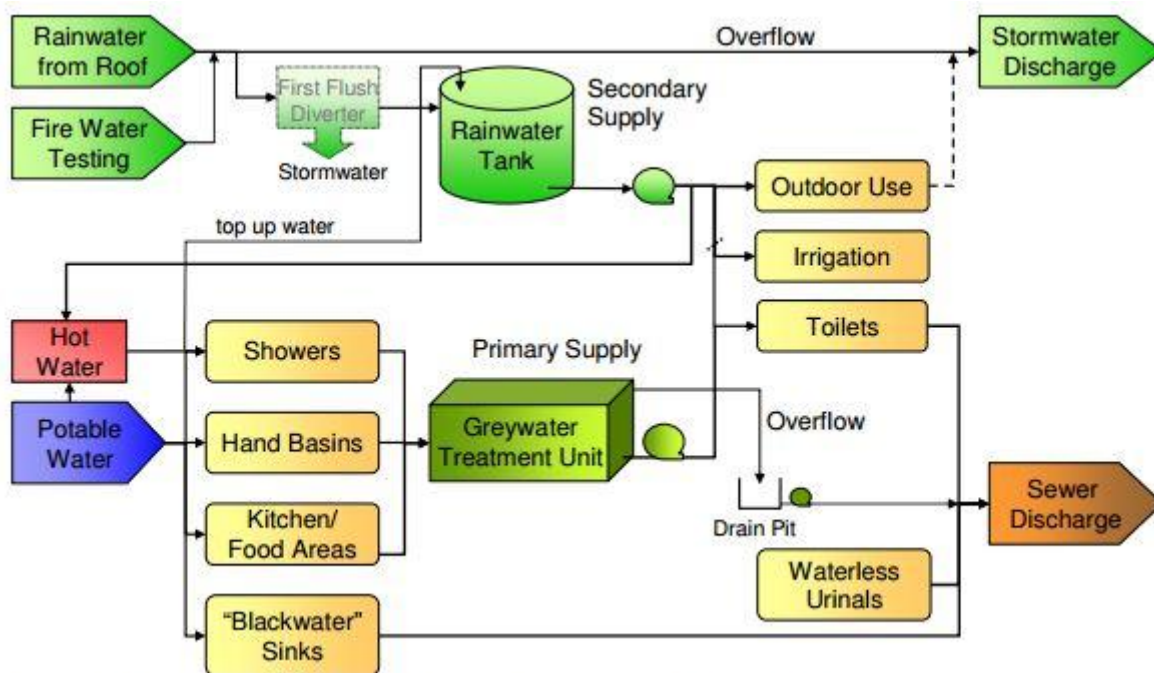 Rainwater
from Roof
Overflow
Stormwater
Discharge
First Flush
Diverter
Secondary
Supply
Fire Water
Testing
Rainwater
Tank
Stormwater
Outdoor Use
top up water
Irrigation
Hot
Water
Showers
Primary Supply
Toilets
Potable
Water
Hand Basins
Greywater
Treatment Unit
Overflow
Kitchen/
Food Areas
Drain Pit
Sewer
Discharge
Waterless
Urinals
“Blackwater”
Sinks